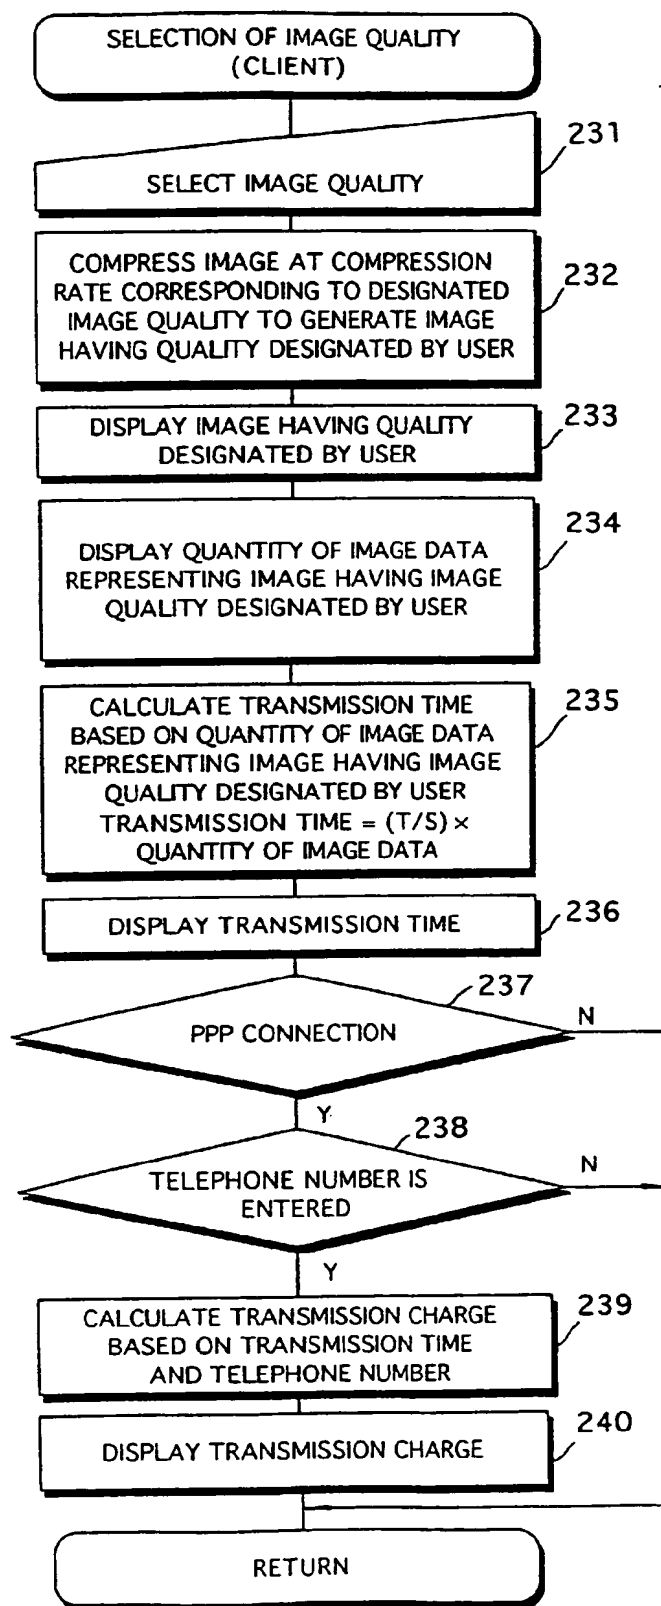 SELECTION OF IMAGE QUALITY
(CLIENT)
231
SELECT IMAGE QUALITY
232
COMPRESS IMAGE AT COMPRESSION
RATE CORRESPONDING TO DESIGNATED
IMAGE QUALITY TO GENERATE IMAGE
HAVING QUALITY DESIGNATED BY USER
233
DISPLAY IMAGE HAVING QUALITY
DESIGNATED BY USER
234
DISPLAY QUANTITY OF IMAGE DATA
REPRESENTING IMAGE HAVING IMAGE
QUALITY DESIGNATED BY USER
235
CALCULATE TRANSMISSION TIME
BASED ON QUANTITY OF IMAGE DATA
REPRESENTING IMAGE HAVING IMAGE
QUALITY DESIGNATED BY USER
TRANSMISSION TIME = (T/S) ×
QUANTITY OF IMAGE DATA
236
DISPLAY TRANSMISSION TIME
237
PPP CONNECTION
N
Y
238
TELEPHONE NUMBER IS
ENTERED
N
Y
239
CALCULATE TRANSMISSION CHARGE
BASED ON TRANSMISSION TIME
AND TELEPHONE NUMBER
240
DISPLAY TRANSMISSION CHARGE
RETURN